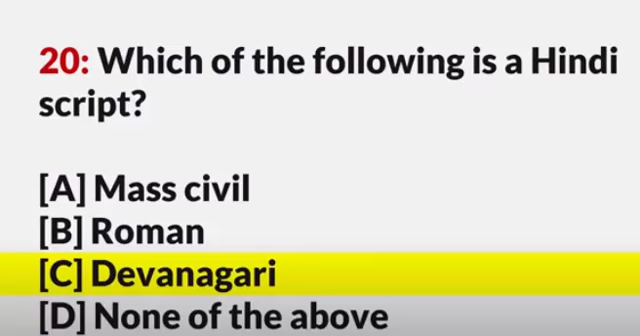 20: Which of the following is a Hindi
script?
[A] Mass civil
[B] Roman
[C] Devanagari
[D] None of the above